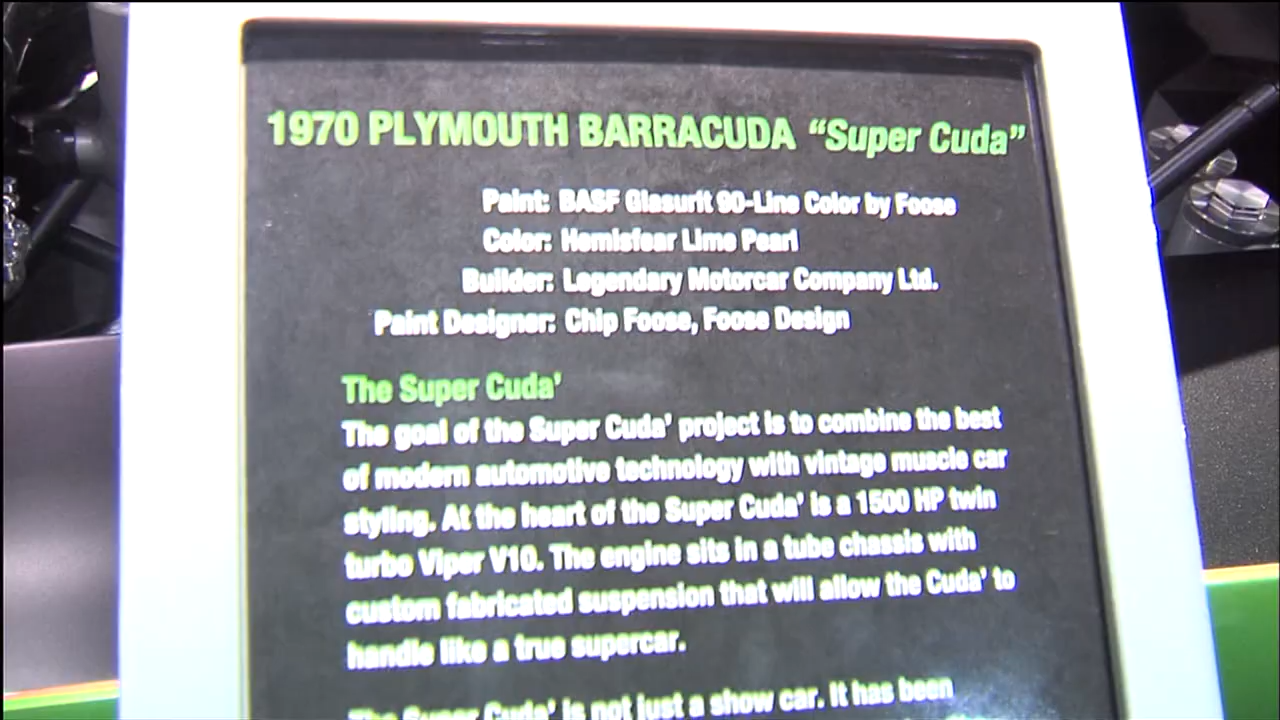 1970 PLYMOUTH BARRACUDA “Super Cuda”
Paint: BASF Glasurit 90-Line Color by Foose
Color: Hemisfear Lime Pearl
Builder: Legendary Motorcar Company Ltd.
Paint Designer: Chip Foose, Foose Design
The Super Cuda’
The goal of the Super Cuda’ project is to combine the best
of modern automotive technology with vintage muscle car
styling. At the heart of the Super Cuda’ is a 1500 HP twin
turbo Viper V10. The engine sits in a tube chassis with
custom fabricated suspension that will allow the Cuda’ to
handle like a true supercar.
The Super Cuda’ is not just a show car. It has been